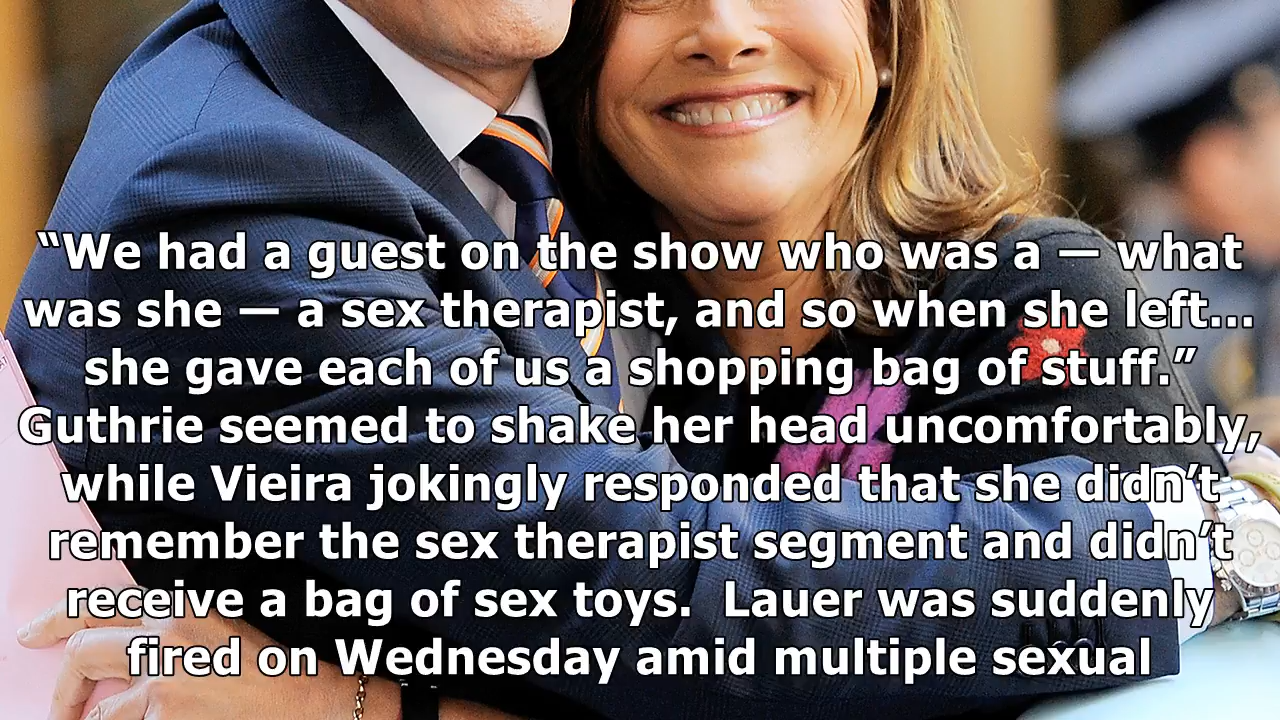 “We had a guest on the show who was a — what
was she — a sex therapist, and so when she left...
she gave each of us a shopping bag of stuff.”
Guthrie seemed to shake her head uncomfortably,
while Vieira jokingly responded that she didn’t
remember the sex therapist segment and didn’t
receive a bag of sex toys.  Lauer was suddenly
fired on Wednesday amid multiple sexual